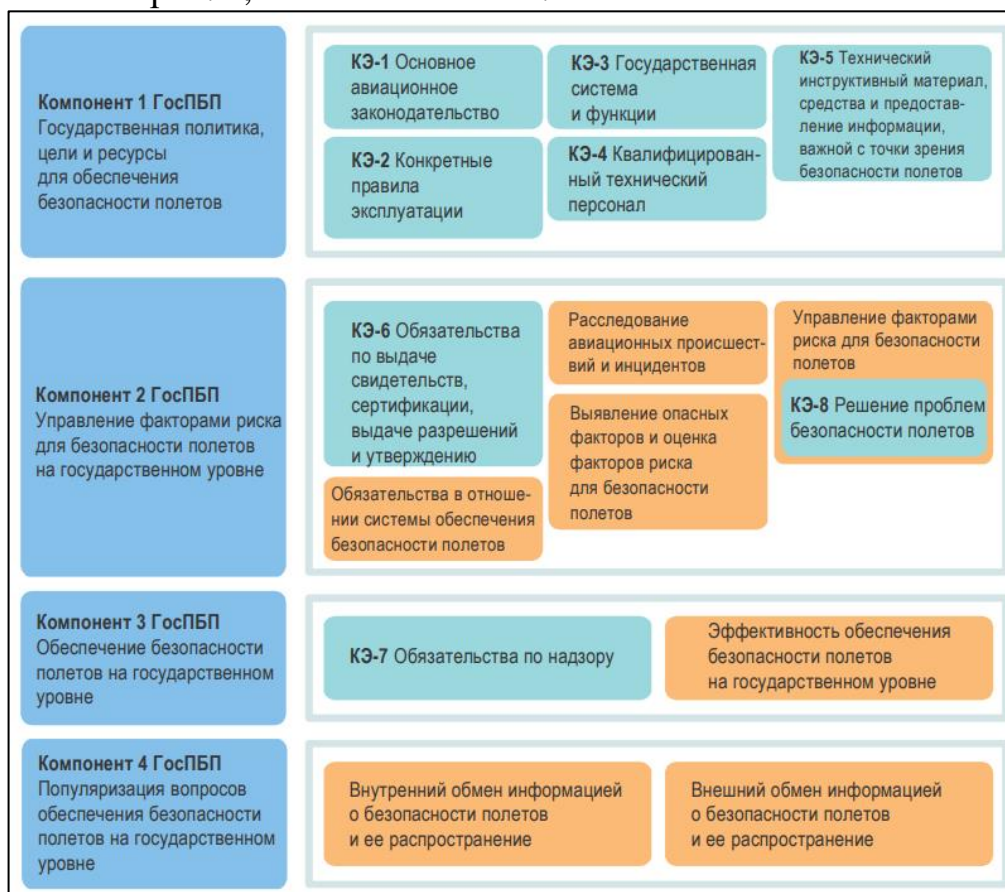 Компонент 1 ГосПБП
Государственная политика,
цели и ресурсы
для обеспечения
безопасности полетов
КЭ-1 Основное
авиационное
законодательство
КЭ-2 Конкретные
правила
эксплуатации
КЭ-3 Государственная
система
и функции
КЭ-4 Квалифицирован-
ный технический
персонал
КЭ-5 Технический
инструктивный материал,
средства и предостав-
ление информации,
важной с точки зрения
безопасности полетов
Компонент 2 ГосПБП
Управление факторами риска
для безопасности полетов
на государственном уровне
КЭ-6 Обязательства
по выдаче
свидетельств,
сертификации,
выдаче разрешений
и утверждению
Обязательства в отноше-
нии системы обеспечения
безопасности полетов
Расследование
авиационных происшест-
вий и инцидентов
Выявление опасных
факторов и оценка
факторов риска
для безопасности
полетов
Управление факторами
риска для безопасности
полетов
КЭ-8 Решение проблем
безопасности полетов
Компонент 3 ГосПБП
Обеспечение безопасности
полетов на государственном
уровне
КЭ-7 Обязательства по надзору
Эффективность обеспечения
безопасности полетов
на государственном уровне
Компонент 4 ГосПБП
Популяризация вопросов
обеспечения безопасности
полетов на государственном
уровне
Внутренний обмен информацией
о безопасности полетов
и ее распространение
Внешний обмен информацией
о безопасности полетов
и ее распространение